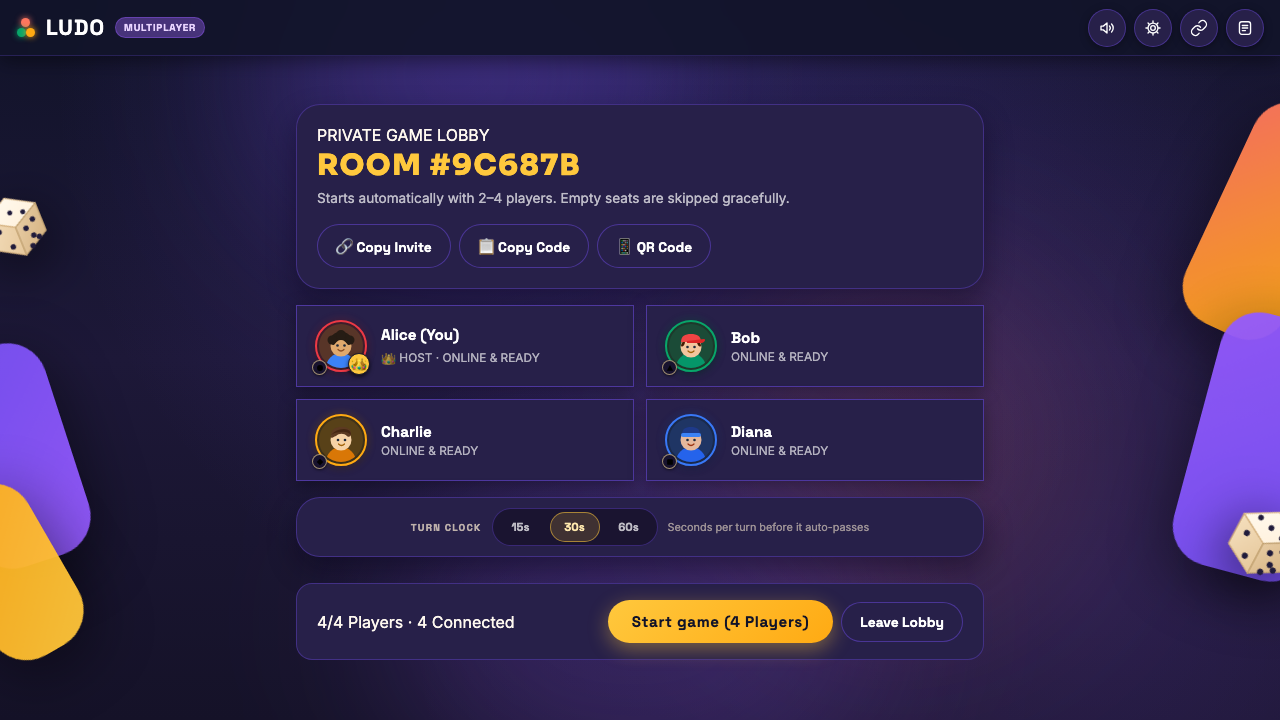 LUDO MULTIPLAYER
PRIVATE GAME LOBBY
ROOM #9C687B
Starts automatically with 2–4 players. Empty seats are skipped gracefully.
Copy Invite Copy Code QR Code
Alice (You)
HOST · ONLINE & READY
Bob
ONLINE & READY
Charlie
ONLINE & READY
Diana
ONLINE & READY
TURN CLOCK 15s 30s 60s Seconds per turn before it auto-passes
4/4 Players · 4 Connected Start game (4 Players) Leave Lobby